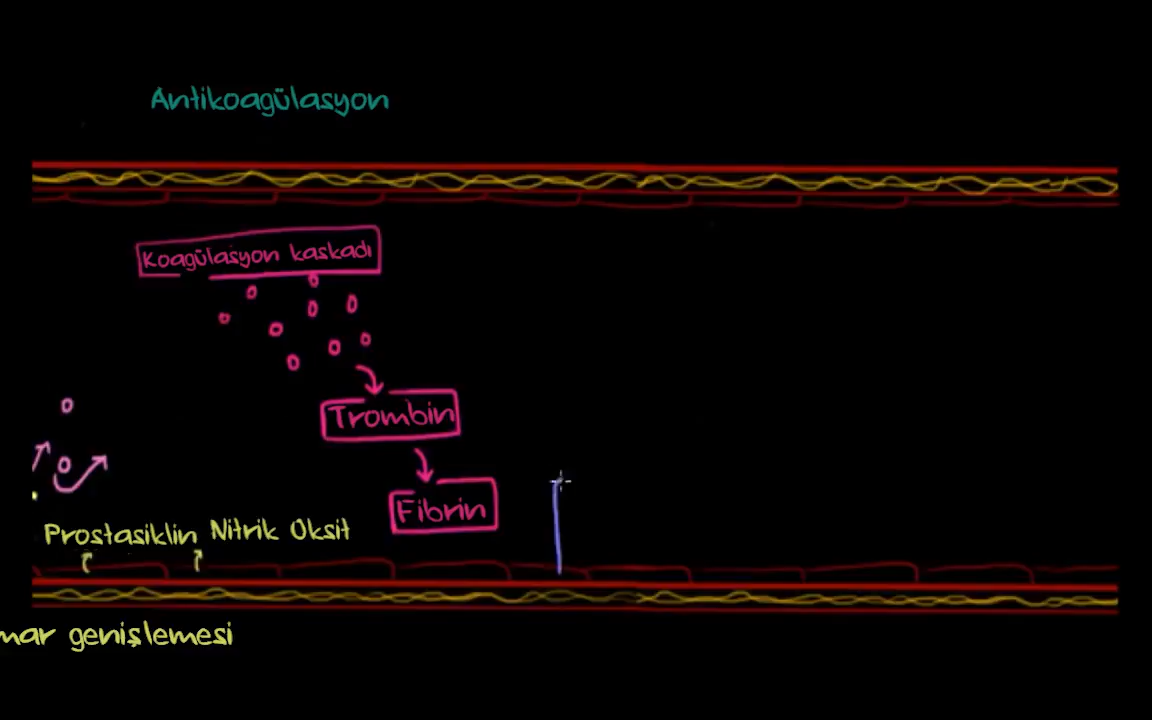 Antikoagülasyon
Koagülasyon kaskadı
Trombin
Fibrin
Prostasiklin Nitrik Oksit
mar genişlemesi